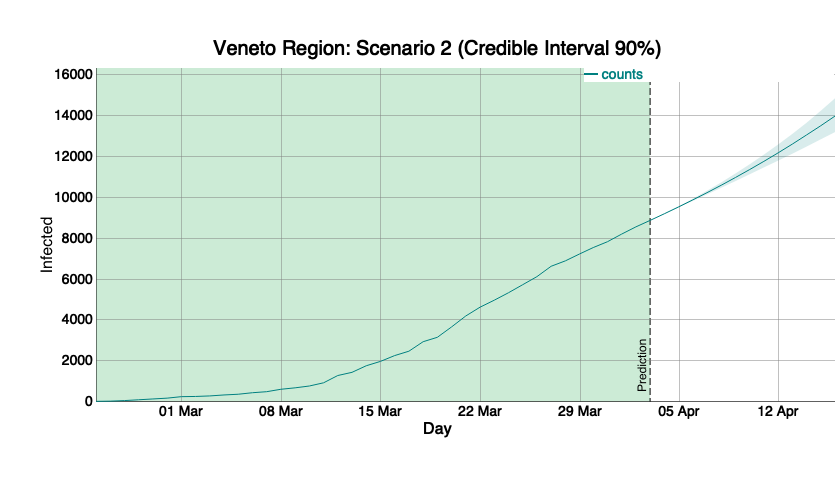 Veneto Region: Scenario 2 (Credible Interval 90%)
counts
16000
14000
12000
10000
8000
6000
4000
2000
0
Infected
Prediction
01 Mar
08 Mar
15 Mar
22 Mar
29 Mar
05 Apr
12 Apr
Day